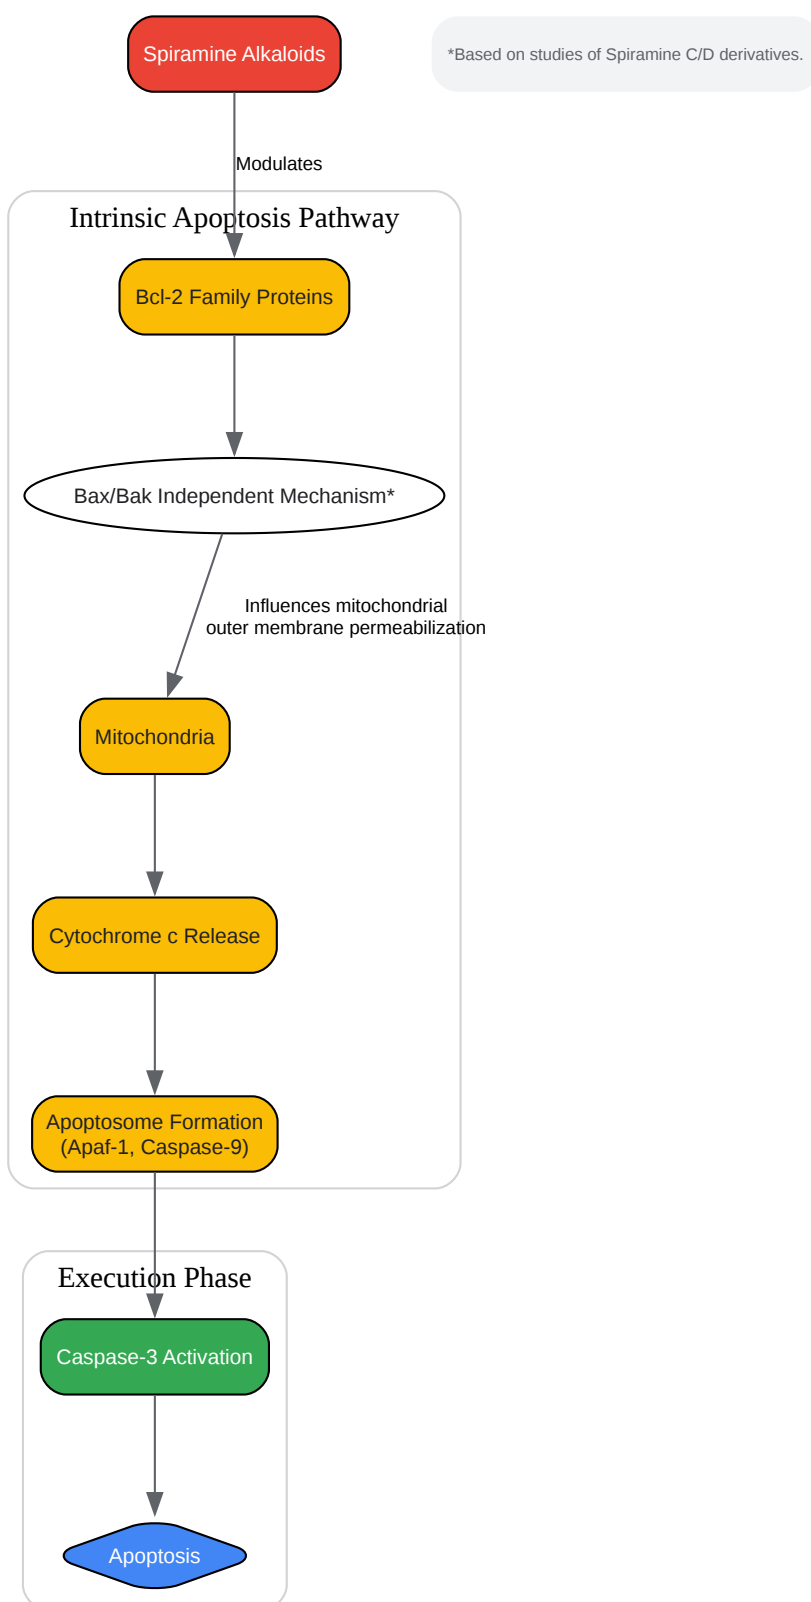 Spiramine Alkaloids
*Based on studies of Spiramine C/D derivatives.
Modulates
Intrinsic Apoptosis Pathway
Bcl-2 Family Proteins
Bax/Bak Independent Mechanism*
Influences mitochondrial
outer membrane permeabilization
Mitochondria
Cytochrome c Release
Apoptosome Formation
(Apaf-1, Caspase-9)
Execution Phase
Caspase-3 Activation
Apoptosis